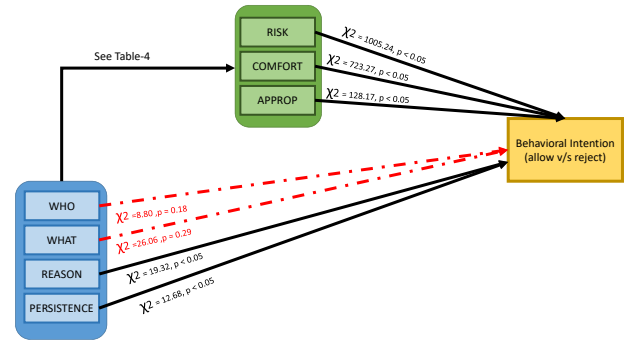 RISK
COMFORT
APPROP
χ2 = 1005.24, p < 0.05
χ2 = 723.27, p < 0.05
χ2 = 128.17, p < 0.05
See Table-4
Behavioral Intention
(allow v/s reject)
WHO
WHAT
REASON
PERSISTENCE
χ2 =8.80 ,p = 0.18
χ2 =26.06 ,p = 0.29
χ2 = 19.32, p < 0.05
χ2 = 12.68, p < 0.05